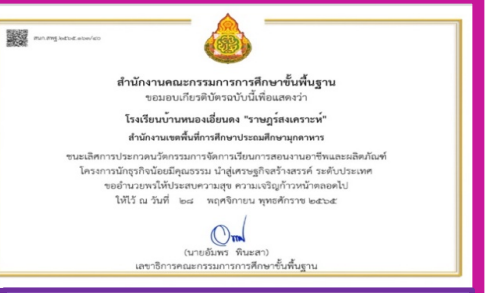 สำนักงานคณะกรรมการการศึกษาขั้นพื้นฐาน
ขอมอบเกียรติบัตรฉบับนี้เพื่อแสดงว่า
โรงเรียนบ้านหนองเอี่ยนดง "ราษฎร์สงเคราะห์"
สำนักงานเขตพื้นที่การศึกษาประถมศึกษามุกดาหาร
ชนะเลิศการประกวดนวัตกรรมการจัดการเรียนการสอนงานอาชีพและผลิตภัณฑ์
โครงการนักธุรกิจน้อยมีคุณธรรม นำสู่เศรษฐกิจสร้างสรรค์ ระดับประเทศ
ขออำนวยพรให้ประสบความสุข ความเจริญก้าวหน้าตลอดไป
ให้ไว้ ณ วันที่ ๒๘ พฤศจิกายน พุทธศักราช ๒๕๖๕
(นายอัมพร พินะสา)
เลขาธิการคณะกรรมการการศึกษาขั้นพื้นฐาน